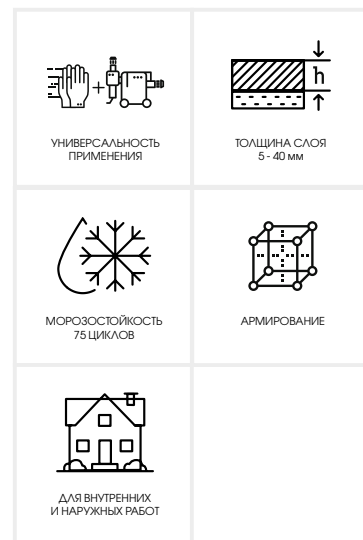 УНИВЕРСАЛЬНОСТЬ
ПРИМЕНЕНИЯ
h
ТОЛЩИНА СЛОЯ
5 - 40 мм
МОРОЗОСТОЙКОСТЬ
75 ЦИКЛОВ
АРМИРОВАНИЕ
ДЛЯ ВНУТРЕННИХ
И НАРУЖНЫХ РАБОТ